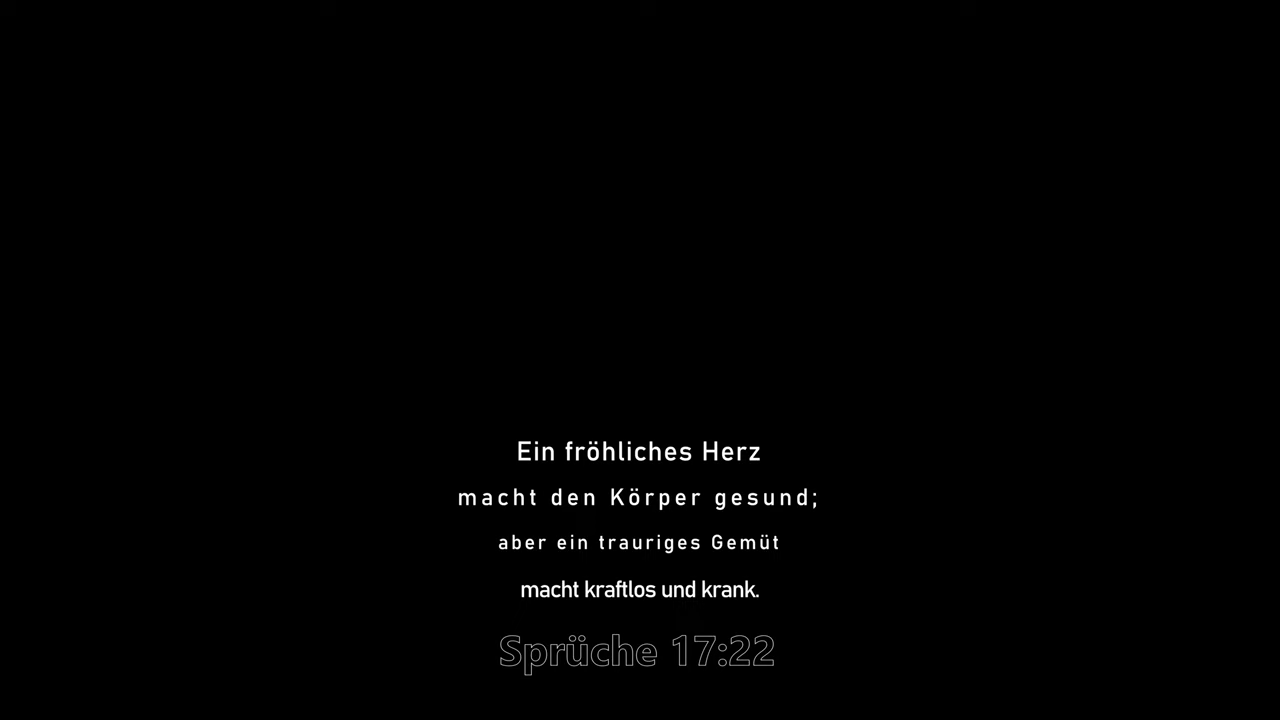 Ein fröhliches Herz
macht den Körper gesund;
aber ein trauriges Gemüt
macht kraftlos und krank.
Sprüche 17:22